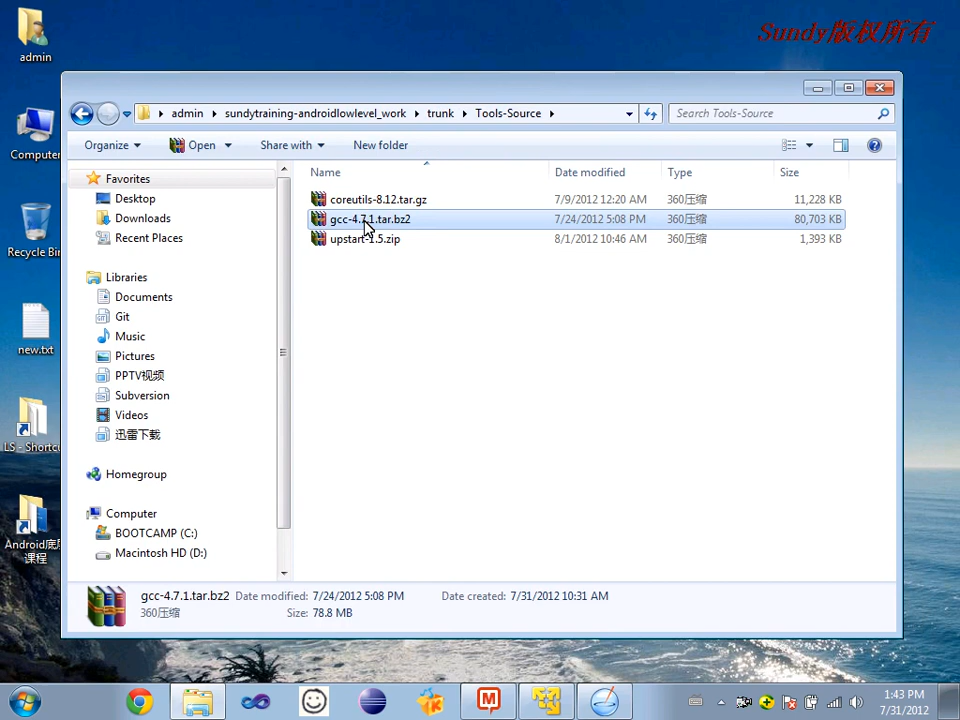 Sundy版权所有
admin
Computer
Recycle Bin
new.txt
LS - Shortcu
Android底层
课程
admin
sundytraining-androidlowlevel_work
trunk
Tools-Source
Search Tools-Source
Organize
Open
Share with
New folder
Favorites
Desktop
Downloads
Recent Places
Libraries
Documents
Git
Music
Pictures
PPTV视频
Subversion
Videos
迅雷下载
Homegroup
Computer
BOOTCAMP (C:)
Macintosh HD (D:)
Name Date modified Type Size
coreutils-8.12.tar.gz 7/9/2012 12:20 AM 360压缩 11,228 KB
gcc-4.7.1.tar.bz2 7/24/2012 5:08 PM 360压缩 80,703 KB
upstart-1.5.zip 8/1/2012 10:46 AM 360压缩 1,393 KB
gcc-4.7.1.tar.bz2 Date modified: 7/24/2012 5:08 PM Date created: 7/31/2012 10:31 AM
360压缩 Size: 78.8 MB
1:43 PM
7/31/2012